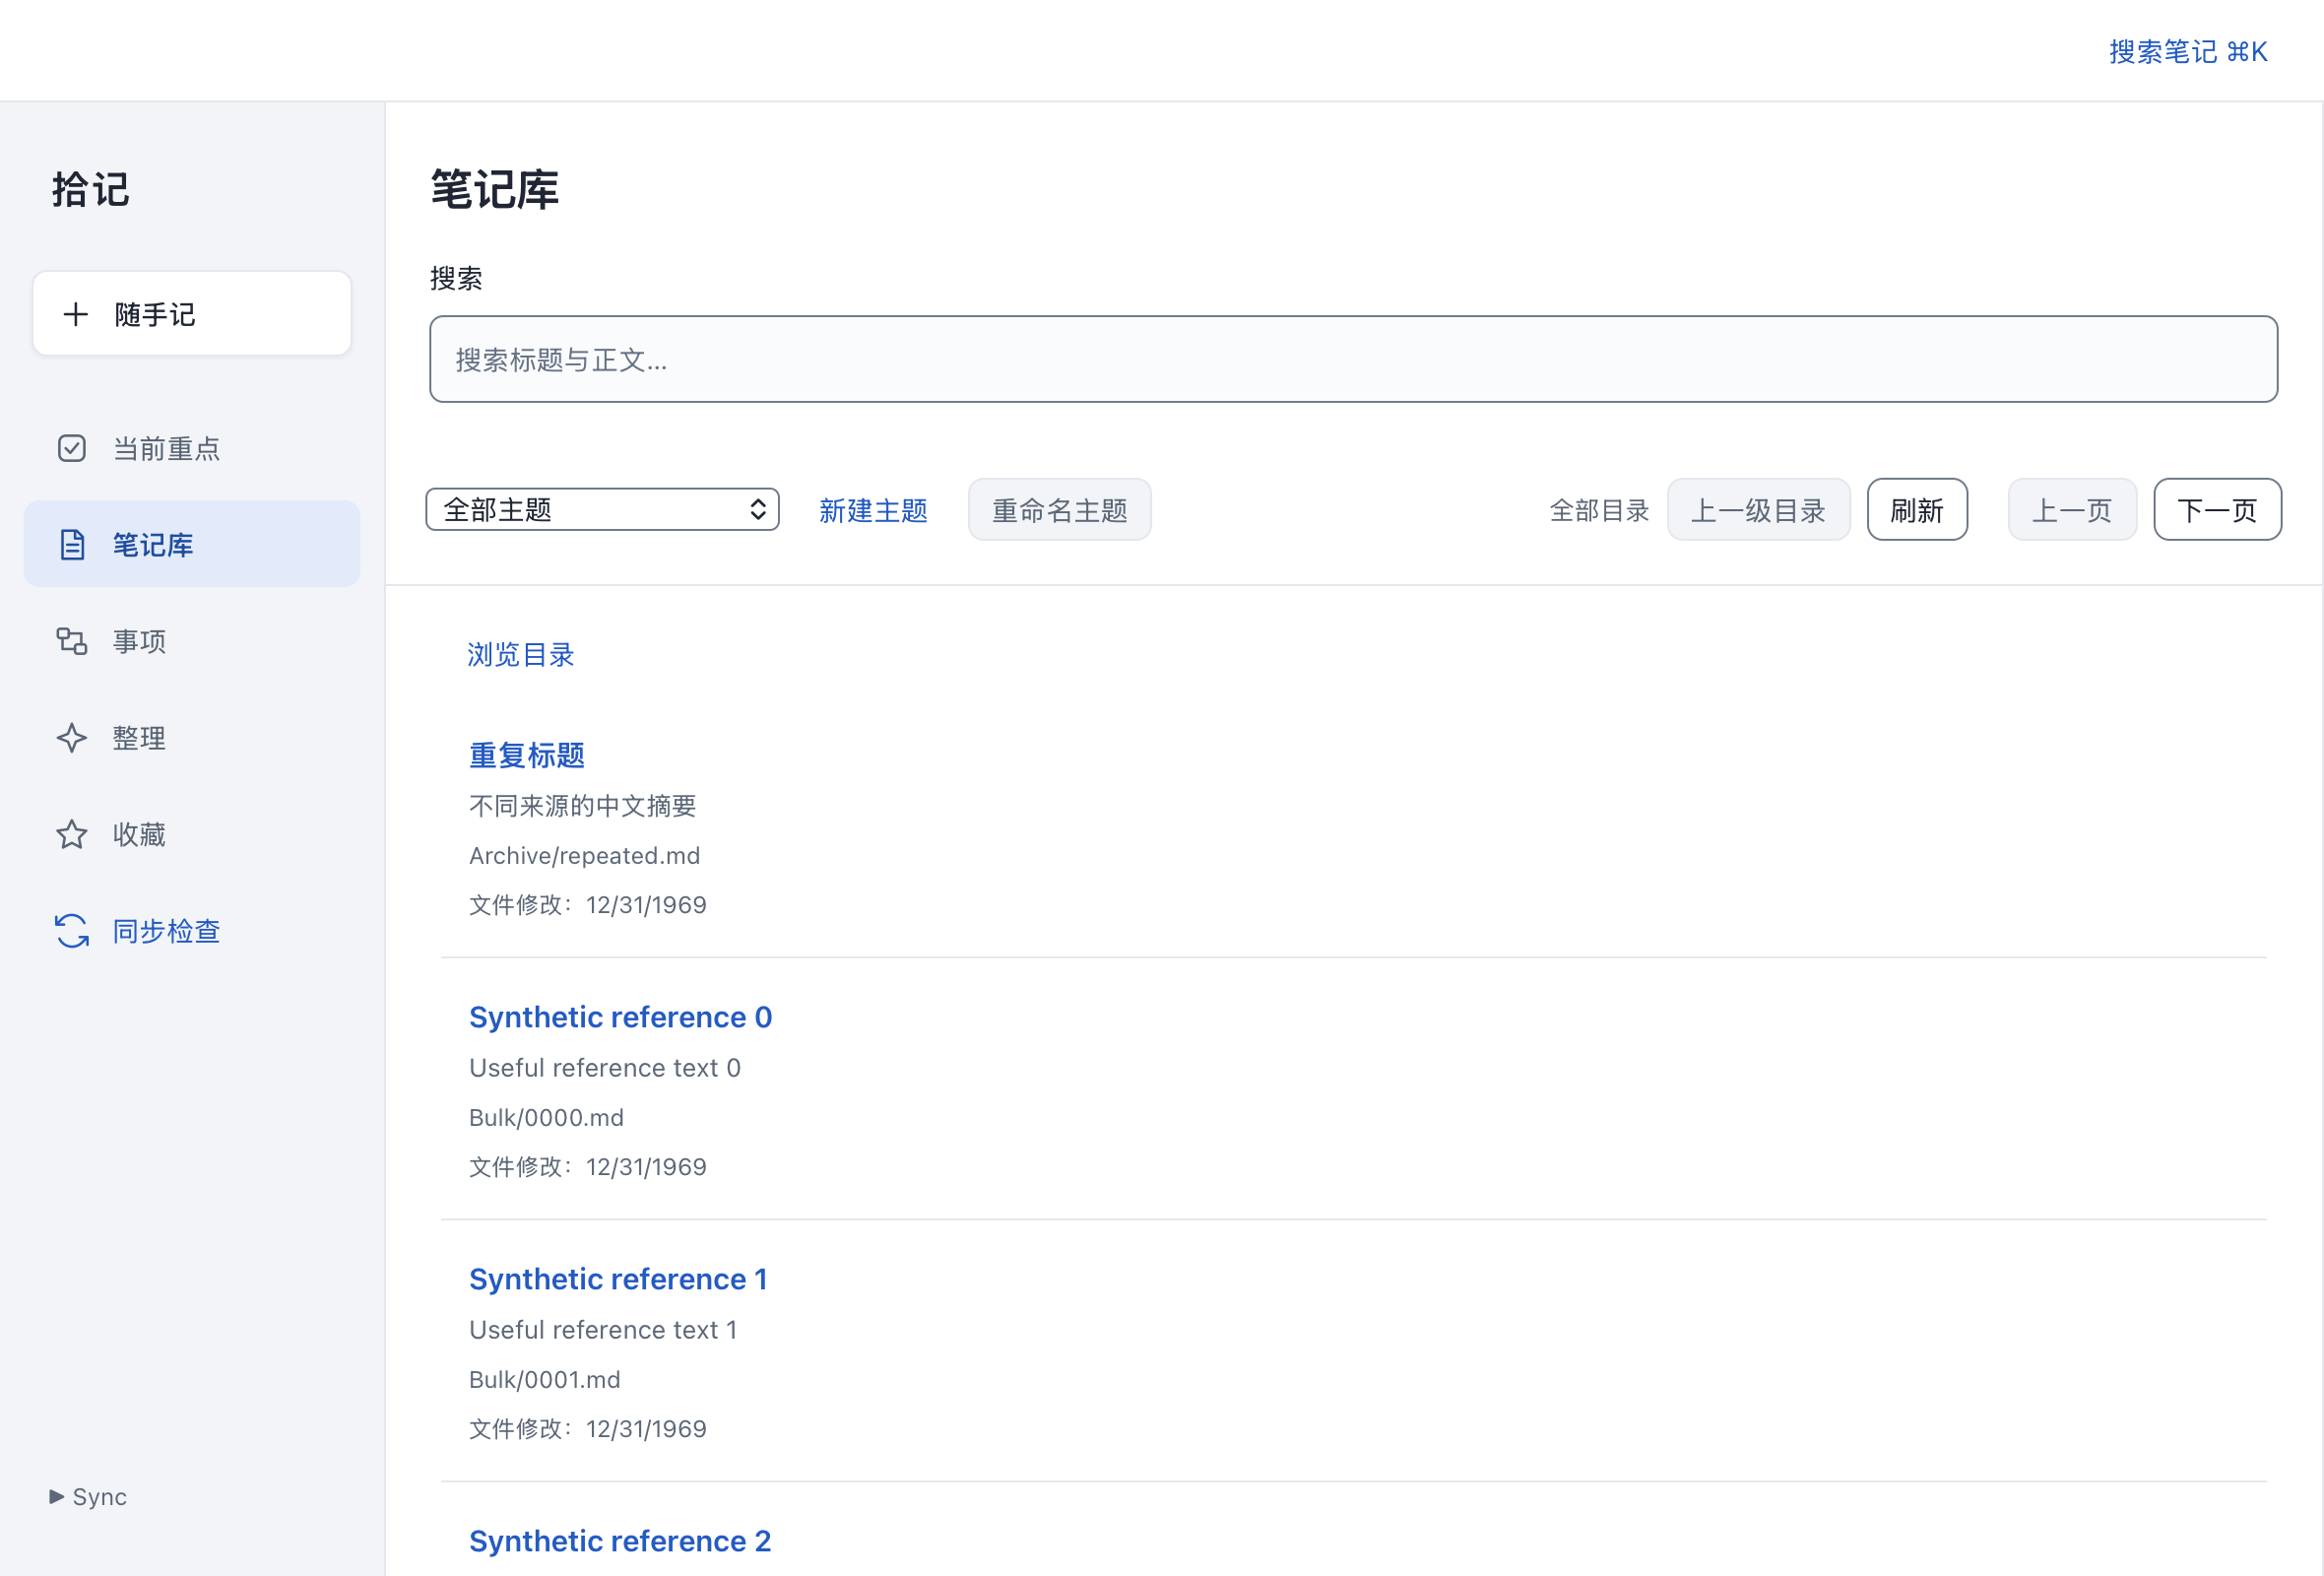 搜索笔记 ⌘K
拾记
随手记
当前重点
笔记库
事项
整理
收藏
同步检查
Sync
笔记库
搜索
搜索标题与正文...
全部主题 新建主题 重命名主题 全部目录 上一级目录 刷新 上一页 下一页
浏览目录
重复标题
不同来源的中文摘要
Archive/repeated.md
文件修改：12/31/1969
Synthetic reference 0
Useful reference text 0
Bulk/0000.md
文件修改：12/31/1969
Synthetic reference 1
Useful reference text 1
Bulk/0001.md
文件修改：12/31/1969
Synthetic reference 2